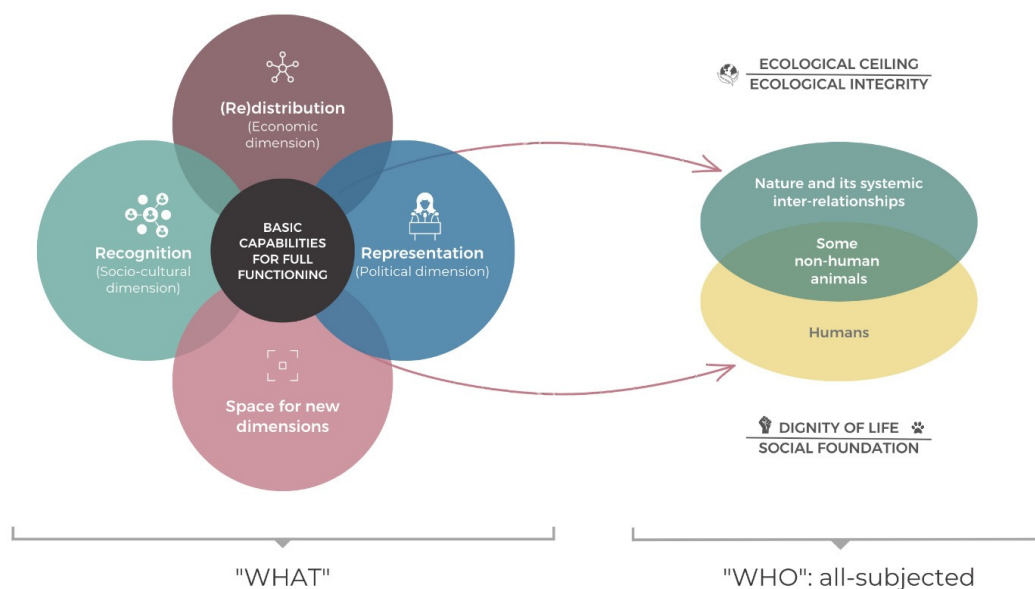 (Re)distribution
(Economic
dimension)
Recognition
(Socio-cultural
dimension)
BASIC
CAPABILITIES
FOR FULL
FUNCTIONING
Representation
(Political dimension)
Space for new
dimensions
"WHAT"
ECOLOGICAL CEILING
ECOLOGICAL INTEGRITY
Nature and its systemic
inter-relationships
Some
non-human
animals
Humans
DIGNITY OF LIFE
SOCIAL FOUNDATION
"WHO": all-subjected